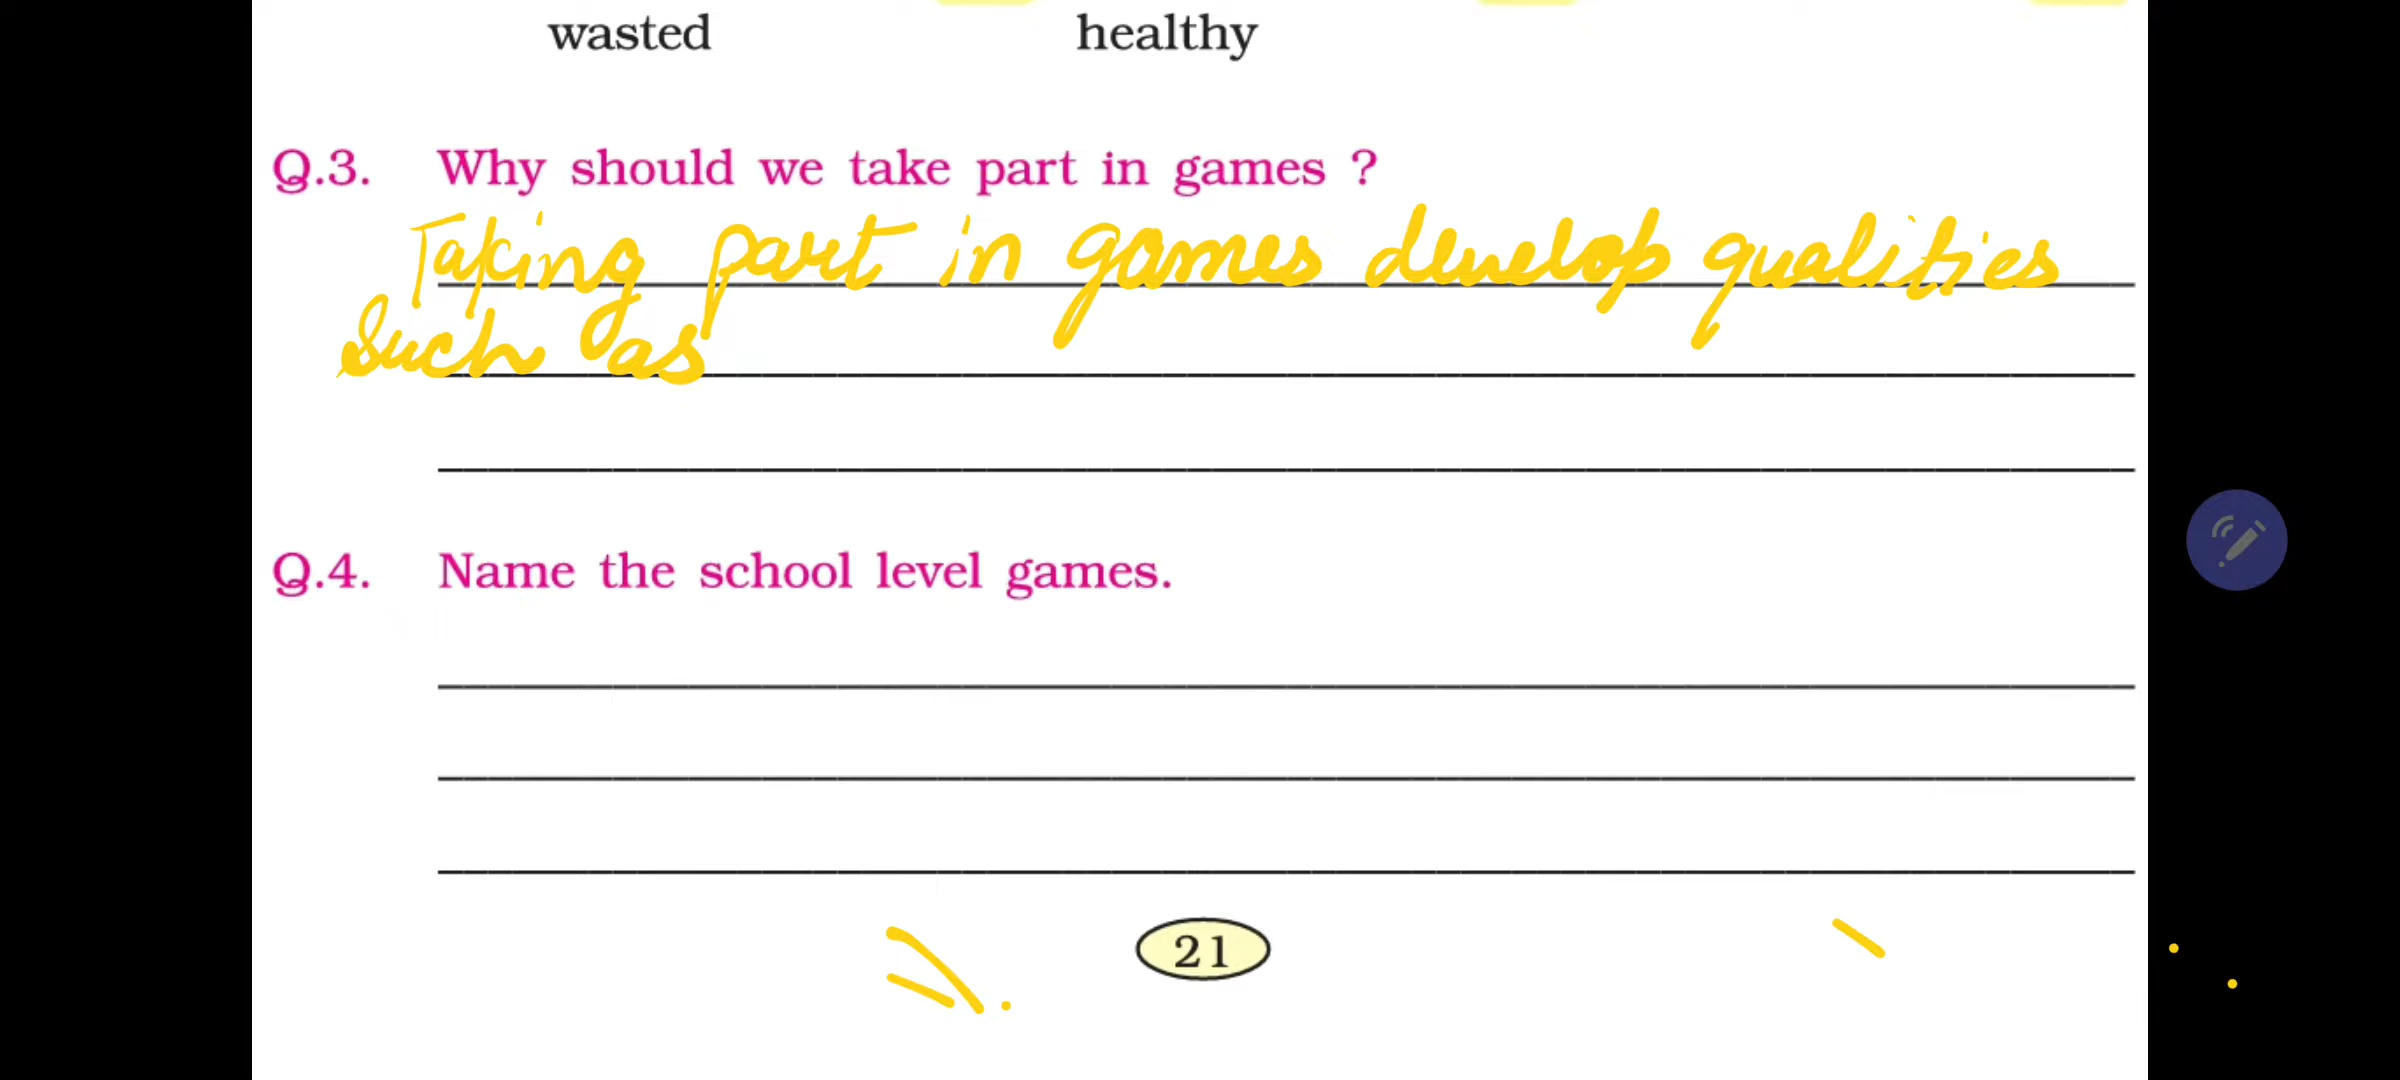 wasted healthy
Q.3. Why should we take part in games ?
Taking part in games develop qualities
such as
Q.4. Name the school level games.
21